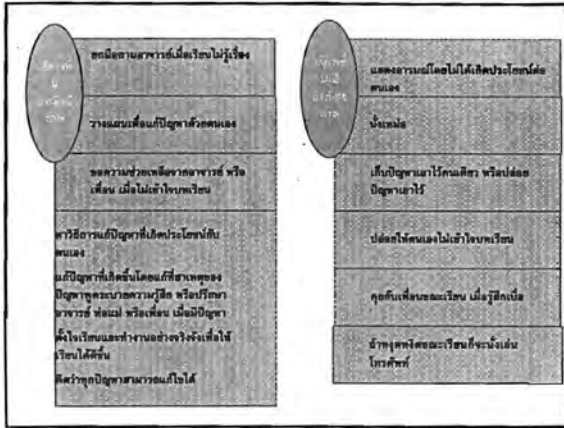 ยกมือถามอาจารย์เมื่อเรียนไม่รู้เรื่อง
วางแผนเพื่อแก้ปัญหาด้วยตนเอง
ขอความช่วยเหลือจากอาจารย์ หรือ
เพื่อน เมื่อไม่เข้าใจบทเรียน
หาวิธีการแก้ปัญหาที่เกิดประโยชน์กับ
ตนเอง
แก้ปัญหาที่เกิดขึ้นโดยแก้ที่สาเหตุของ
ปัญหาพูดระบายความรู้สึก หรือปรึกษา
อาจารย์ พ่อแม่ หรือเพื่อน เมื่อมีปัญหา
ตั้งใจเรียนและทำงานอย่างจริงจังเพื่อให้
เรียนได้ดีขึ้น
คิดว่าทุกปัญหาสามารถแก้ไขได้
แสดงอารมณ์โดยไม่ได้เกิดประโยชน์ต่อ
ตนเอง
นั่งเหม่อ
เก็บปัญหาเอาไว้คนเดียว หรือปล่อย
ปัญหาเอาไว้
ปล่อยให้ตนเองไม่เข้าใจบทเรียน
คุยกับเพื่อนขณะเรียน เมื่อรู้สึกเบื่อ
ถ้าหงุดหงิดขณะเรียนก็จะนั่งเล่น
โทรศัพท์